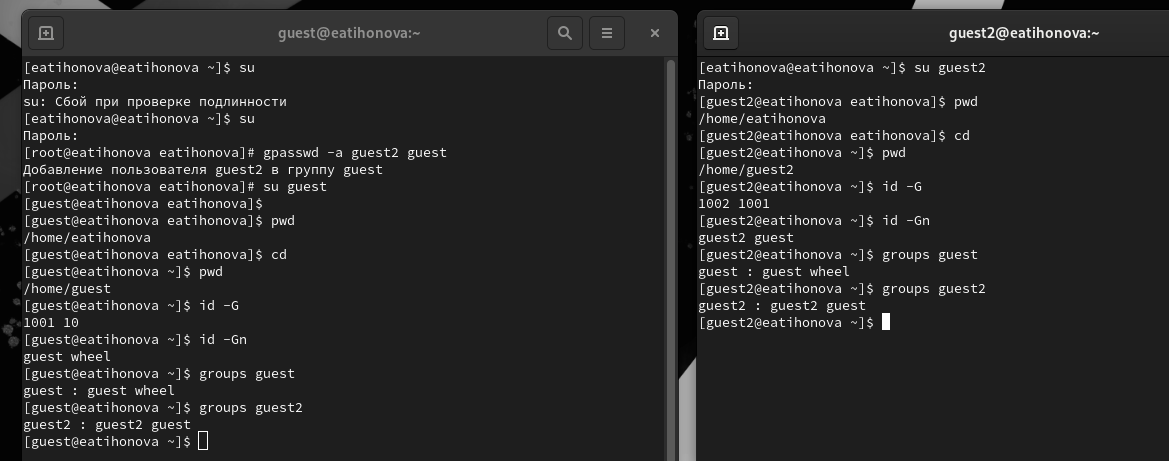 guest@eatihonova:~
[eatihonova@eatihonova ~]$ su
Пароль:
su: Сбой при проверке подлинности
[eatihonova@eatihonova ~]$ su
Пароль:
[root@eatihonova eatihonova]# gpasswd -a guest2 guest
Добавление пользователя guest2 в группу guest
[root@eatihonova eatihonova]# su guest
[guest@eatihonova eatihonova]$
[guest@eatihonova eatihonova]$ pwd
/home/eatihonova
[guest@eatihonova eatihonova]$ cd
[guest@eatihonova ~]$ pwd
/home/guest
[guest@eatihonova ~]$ id -G
1001 10
[guest@eatihonova ~]$ id -Gn
guest wheel
[guest@eatihonova ~]$ groups guest
guest : guest wheel
[guest@eatihonova ~]$ groups guest2
guest2 : guest2 guest
[guest@eatihonova ~]$
guest2@eatihonova:~
[eatihonova@eatihonova ~]$ su guest2
Пароль:
[guest2@eatihonova eatihonova]$ pwd
/home/eatihonova
[guest2@eatihonova eatihonova]$ cd
[guest2@eatihonova ~]$ pwd
/home/guest2
[guest2@eatihonova ~]$ id -G
1002 1001
[guest2@eatihonova ~]$ id -Gn
guest2 guest
[guest2@eatihonova ~]$ groups guest
guest : guest wheel
[guest2@eatihonova ~]$ groups guest2
guest2 : guest2 guest
[guest2@eatihonova ~]$